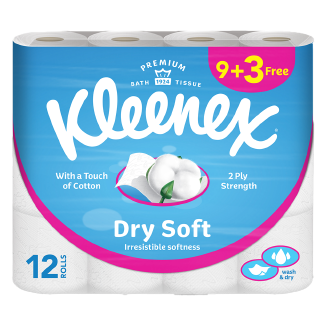 9+3 Free
PREMIUM
1924
BATH TISSUE
Kleenex®
With a Touch
of Cotton
2 Ply
Strength
Dry Soft
Irresistible softness
12 ROLLS
wash
& dry